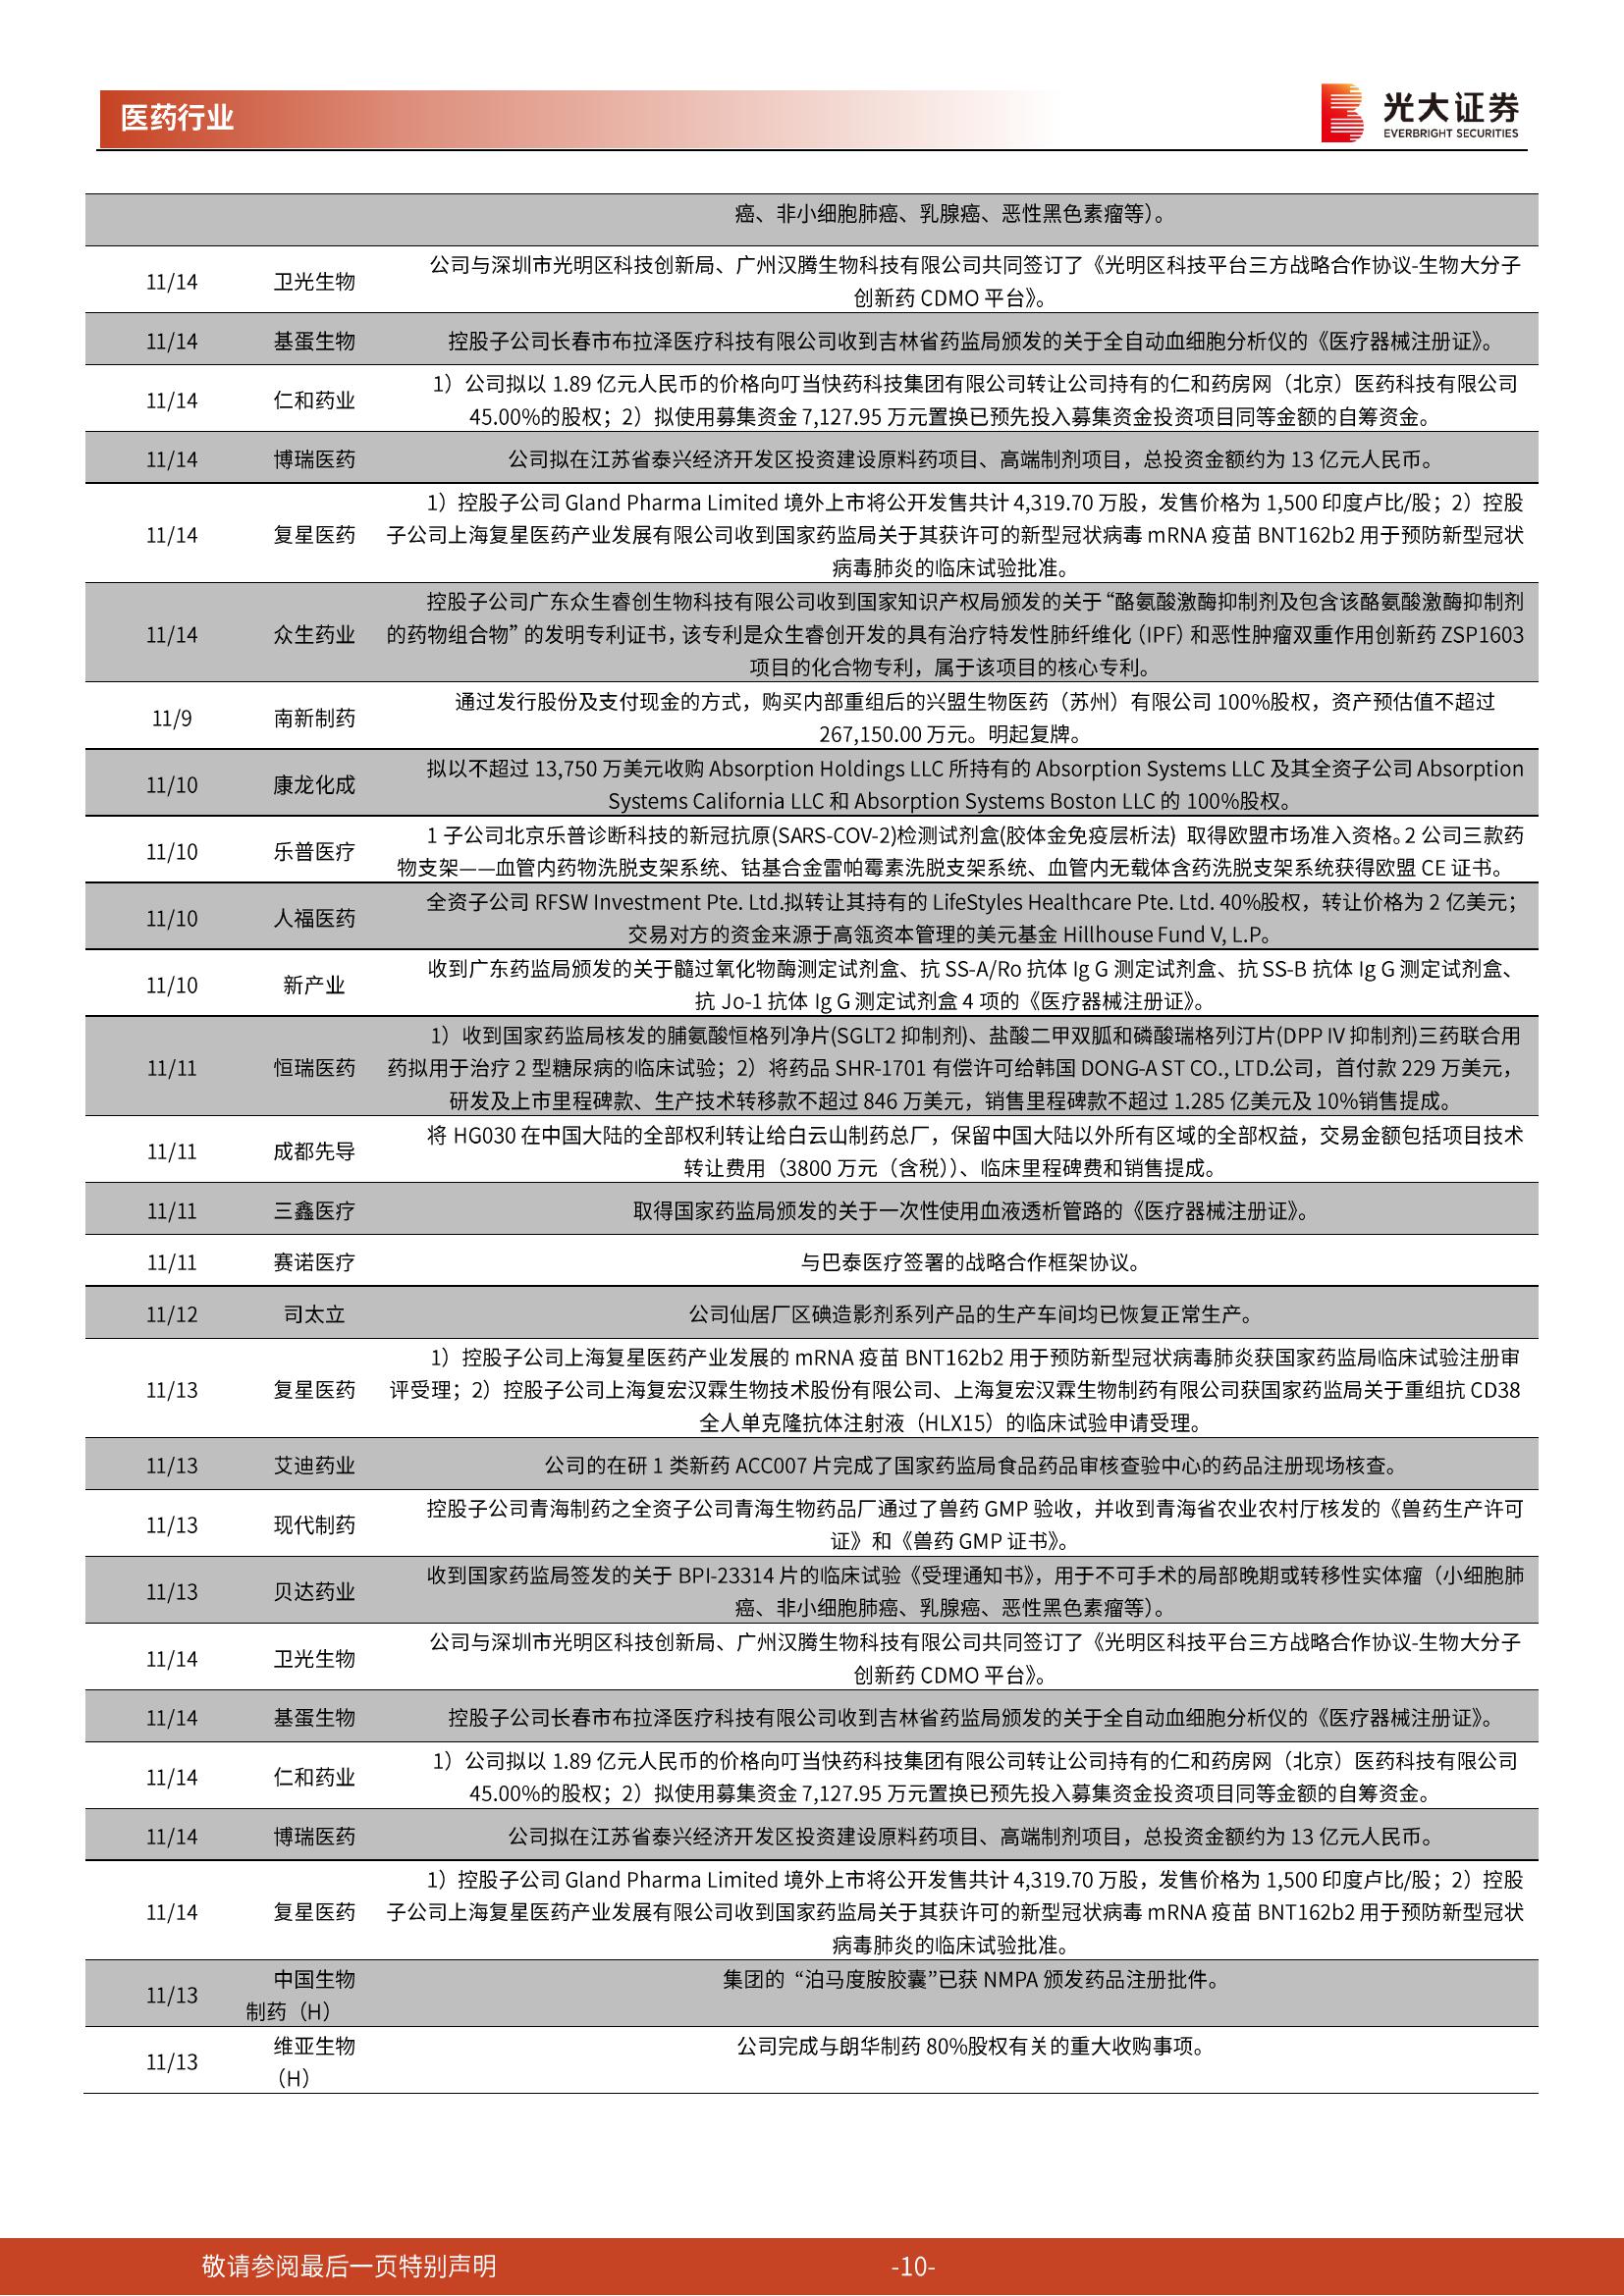 医药行业
光大证券
EVERBRIGHT SECURITIES
癌、非小细胞肺癌、乳腺癌、恶性黑色素瘤等）。
11/14 卫光生物 公司与深圳市光明区科技创新局、广州汉腾生物科技有限公司共同签订了《光明区科技平台三方战略合作协议-生物大分子
创新药 CDMO 平台》。
11/14 基蛋生物 控股子公司长春市布拉泽医疗科技有限公司收到吉林省药监局颁发的关于全自动血细胞分析仪的《医疗器械注册证》。
11/14 仁和药业 1）公司拟以 1.89 亿元人民币的价格向叮当快药科技集团有限公司转让公司持有的仁和药房网（北京）医药科技有限公司
45.00%的股权；2）拟使用募集资金 7,127.95 万元置换已预先投入募集资金投资项目同等金额的自筹资金。
11/14 博瑞医药 公司拟在江苏省泰兴经济开发区投资建设原料药项目、高端制剂项目，总投资金额约为 13 亿元人民币。
11/14 复星医药 1）控股子公司 Gland Pharma Limited 境外上市将公开发售共计 4,319.70 万股，发售价格为 1,500 印度卢比/股；2）控股
子公司上海复星医药产业发展有限公司收到国家药监局关于其获许可的新型冠状病毒 mRNA 疫苗 BNT162b2 用于预防新型冠状
病毒肺炎的临床试验批准。
11/14 众生药业 控股子公司广东众生睿创生物科技有限公司收到国家知识产权局颁发的关于“酪氨酸激酶抑制剂及包含该酪氨酸激酶抑制剂
的药物组合物” 的发明专利证书，该专利是众生睿创开发的具有治疗特发性肺纤维化（IPF）和恶性肿瘤双重作用创新药 ZSP1603
项目的化合物专利，属于该项目的核心专利。
11/9 南新制药 通过发行股份及支付现金的方式，购买内部重组后的兴盟生物医药（苏州）有限公司 100%股权，资产预估值不超过
267,150.00 万元。明起复牌。
11/10 康龙化成 拟以不超过 13,750 万美元收购 Absorption Holdings LLC 所持有的 Absorption Systems LLC 及其全资子公司 Absorption
Systems California LLC 和 Absorption Systems Boston LLC 的 100%股权。
11/10 乐普医疗 1 子公司北京乐普诊断科技的新冠抗原(SARS-COV-2)检测试剂盒(胶体金免疫层析法) 取得欧盟市场准入资格。2 公司三款药
物支架——血管内药物洗脱支架系统、钴基合金雷帕霉素洗脱支架系统、血管内无载体含药洗脱支架系统获得欧盟 CE 证书。
11/10 人福医药 全资子公司 RFSW Investment Pte. Ltd.拟转让其持有的 LifeStyles Healthcare Pte. Ltd. 40%股权，转让价格为 2 亿美元；
交易对方的资金来源于高瓴资本管理的美元基金 Hillhouse Fund V, L.P。
11/10 新产业 收到广东药监局颁发的关于髓过氧化物酶测定试剂盒、抗 SS-A/Ro 抗体 Ig G 测定试剂盒、抗 SS-B 抗体 Ig G 测定试剂盒、
抗 Jo-1 抗体 Ig G 测定试剂盒 4 项的《医疗器械注册证》。
11/11 恒瑞医药 1）收到国家药监局核发的脯氨酸恒格列净片(SGLT2 抑制剂)、盐酸二甲双胍和磷酸瑞格列汀片(DPP IV 抑制剂)三药联合用
药拟用于治疗 2 型糖尿病的临床试验；2）将药品 SHR-1701 有偿许可给韩国 DONG-A ST CO., LTD.公司，首付款 229 万美元，
研发及上市里程碑款、生产技术转移款不超过 846 万美元，销售里程碑款不超过 1.285 亿美元及 10%销售提成。
11/11 成都先导 将 HG030 在中国大陆的全部权利转让给白云山制药总厂，保留中国大陆以外所有区域的全部权益，交易金额包括项目技术
转让费用（3800 万元（含税））、临床里程碑费和销售提成。
11/11 三鑫医疗 取得国家药监局颁发的关于一次性使用血液透析管路的《医疗器械注册证》。
11/11 赛诺医疗 与巴泰医疗签署的战略合作框架协议。
11/12 司太立 公司仙居厂区碘造影剂系列产品的生产车间均已恢复正常生产。
11/13 复星医药 1）控股子公司上海复星医药产业发展的 mRNA 疫苗 BNT162b2 用于预防新型冠状病毒肺炎获国家药监局临床试验注册审
评受理；2）控股子公司上海复宏汉霖生物技术股份有限公司、上海复宏汉霖生物制药有限公司获国家药监局关于重组抗 CD38
全人单克隆抗体注射液（HLX15）的临床试验申请受理。
11/13 艾迪药业 公司的在研 1 类新药 ACC007 片完成了国家药监局食品药品审核查验中心的药品注册现场核查。
11/13 现代制药 控股子公司青海制药之全资子公司青海生物药品厂通过了兽药 GMP 验收，并收到青海省农业农村厅核发的《兽药生产许可
证》和《兽药 GMP 证书》。
11/13 贝达药业 收到国家药监局签发的关于 BPI-23314 片的临床试验《受理通知书》，用于不可手术的局部晚期或转移性实体瘤（小细胞肺
癌、非小细胞肺癌、乳腺癌、恶性黑色素瘤等）。
11/14 卫光生物 公司与深圳市光明区科技创新局、广州汉腾生物科技有限公司共同签订了《光明区科技平台三方战略合作协议-生物大分子
创新药 CDMO 平台》。
11/14 基蛋生物 控股子公司长春市布拉泽医疗科技有限公司收到吉林省药监局颁发的关于全自动血细胞分析仪的《医疗器械注册证》。
11/14 仁和药业 1）公司拟以 1.89 亿元人民币的价格向叮当快药科技集团有限公司转让公司持有的仁和药房网（北京）医药科技有限公司
45.00%的股权；2）拟使用募集资金 7,127.95 万元置换已预先投入募集资金投资项目同等金额的自筹资金。
11/14 博瑞医药 公司拟在江苏省泰兴经济开发区投资建设原料药项目、高端制剂项目，总投资金额约为 13 亿元人民币。
11/14 复星医药 1）控股子公司 Gland Pharma Limited 境外上市将公开发售共计 4,319.70 万股，发售价格为 1,500 印度卢比/股；2）控股
子公司上海复星医药产业发展有限公司收到国家药监局关于其获许可的新型冠状病毒 mRNA 疫苗 BNT162b2 用于预防新型冠状
病毒肺炎的临床试验批准。
11/13 中国生物 集团的 “泊马度胺胶囊”已获 NMPA 颁发药品注册批件。
制药（H）
11/13 维亚生物 公司完成与朗华制药 80%股权有关的重大收购事项。
（H）
敬请参阅最后一页特别声明 -10-